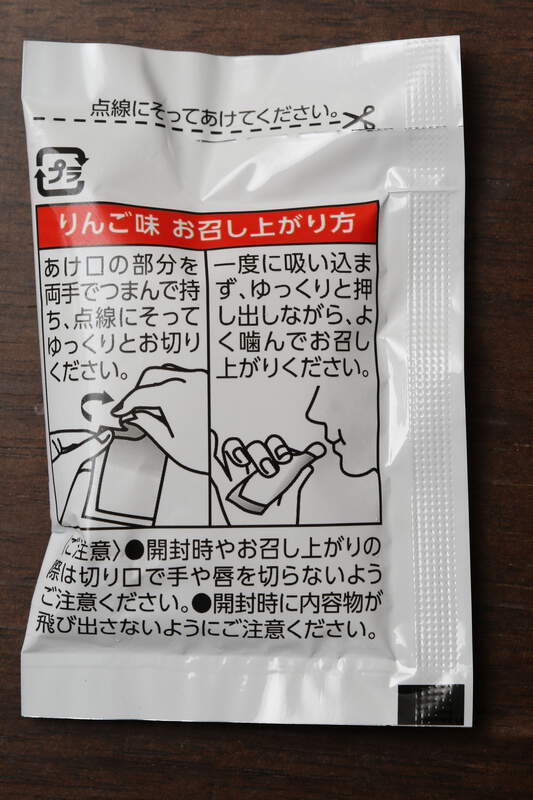 点線にそってあけてください。
プラ
りんご味 お召し上がり方
あけ口の部分を
両手でつまんで持
ち、点線にそって
ゆっくりとお切り
ください。
一度に吸い込ま
ず、ゆっくりと押
し出しながら、よ
く噛んでお召し
上がりください。
ご注意〉●開封時やお召し上がりの
際は切り口で手や唇を切らないよう
ご注意ください。●開封時に内容物が
飛び出さないようにご注意ください。